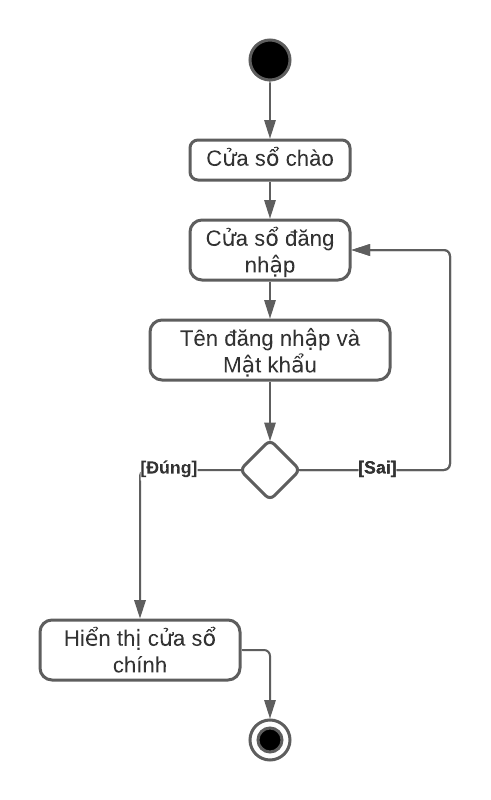 Cửa sổ chào
Cửa sổ đăng
nhập
Tên đăng nhập và
Mật khẩu
[Đúng]
[Sai]
Hiển thị cửa sổ
chính